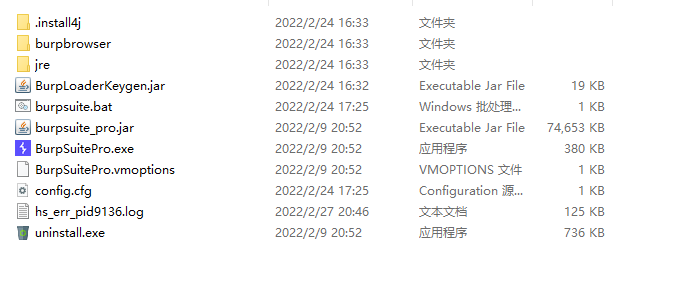 .install4j 2022/2/24 16:33 文件夹
burpbrowser 2022/2/24 16:33 文件夹
jre 2022/2/24 16:33 文件夹
BurpLoaderKeygen.jar 2022/2/24 16:32 Executable Jar File 19 KB
burpsuite.bat 2022/2/24 17:25 Windows 批处理... 1 KB
burpsuite_pro.jar 2022/2/9 20:52 Executable Jar File 74,653 KB
BurpSuitePro.exe 2022/2/9 20:52 应用程序 380 KB
BurpSuitePro.vmoptions 2022/2/9 20:52 VMOPTIONS 文件 1 KB
config.cfg 2022/2/24 17:25 Configuration 源... 1 KB
hs_err_pid9136.log 2022/2/27 20:46 文本文档 125 KB
uninstall.exe 2022/2/9 20:52 应用程序 736 KB